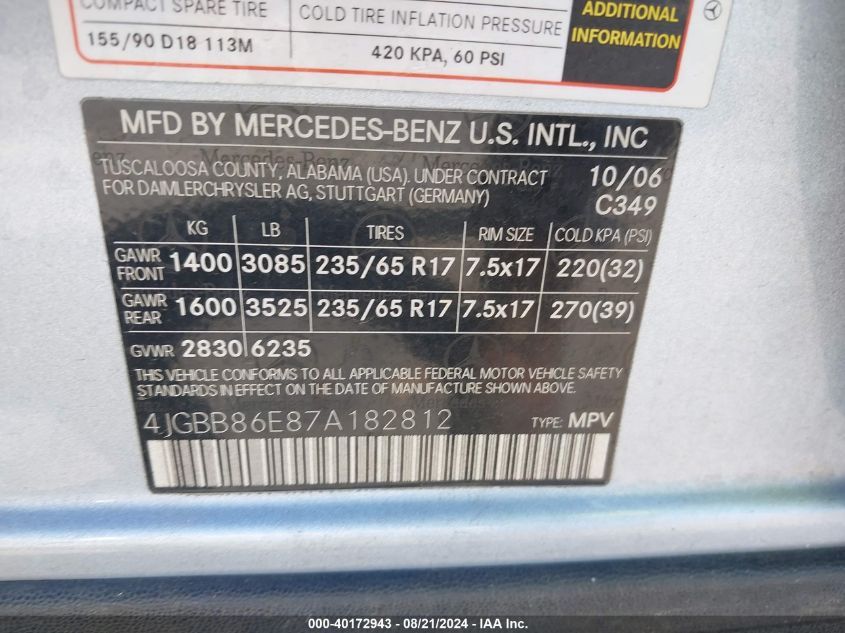 COMPACT SPARE TIRE
COLD TIRE INFLATION PRESSURE
155/90 D18 113M
420 KPA, 60 PSI
ADDITIONAL
INFORMATION
MFD BY MERCEDES-BENZ U.S. INTL., INC
TUSCALOOSA COUNTY, ALABAMA (USA). UNDER CONTRACT 10/06
FOR DAIMLERCHRYSLER AG, STUTTGART (GERMANY) C349
KG LB TIRES RIM SIZE COLD KPA (PSI)
GAWR FRONT 1400 3085 235/65 R17 7.5x17 220(32)
GAWR REAR 1600 3525 235/65 R17 7.5x17 270(39)
GVWR 2830 6235
THIS VEHICLE CONFORMS TO ALL APPLICABLE FEDERAL MOTOR VEHICLE SAFETY
STANDARDS IN EFFECT ON THE DATE OF MANUFACTURE SHOWN ABOVE.
4JGBB86E87A182812 TYPE: MPV
000-40172943 - 08/21/2024 - IAA Inc.